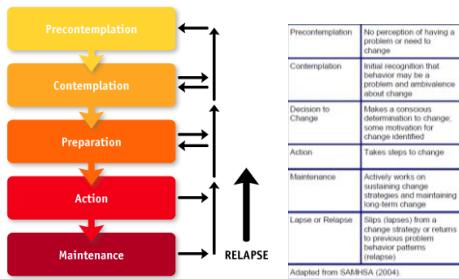 Precontemplation
Contemplation
Preparation
Action
Maintenance
RELAPSE
Precontemplation
No perception of having a
problem or need to
change
Contemplation
Initial recognition that
behavior may be a
problem and ambivalence
about change
Decision to
Change
Makes a conscious
determination to change;
some motivation for
change identified
Action
Takes steps to change
Maintenance
Actively works on
sustaining change
strategies and maintaining
long-term change
Lapse or Relapse
Slips (lapses) from a
change strategy or returns
to previous problem
behavior patterns
(relapse)
Adapted from SAMHSA (2004).